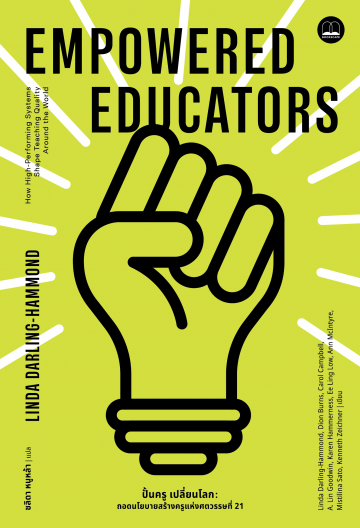 EMPOWERED
EDUCATORS
How High-Performing Systems
Shape Teaching Quality
Around the World
LINDA DARLING-HAMMOND
ชลิดา หนูหล้า | แปล
Linda Darling-Hammond, Dion Burns, Carol Campbell,
A. Lin Goodwin, Karen Hammerness, Ee Ling Low, Ann McIntyre,
Mistilina Sato, Kenneth Zeichner | เขียน
ปั้นครู เปลี่ยนโลก:
ถอดนโยบายสร้างครูแห่งศตวรรษที่ 21